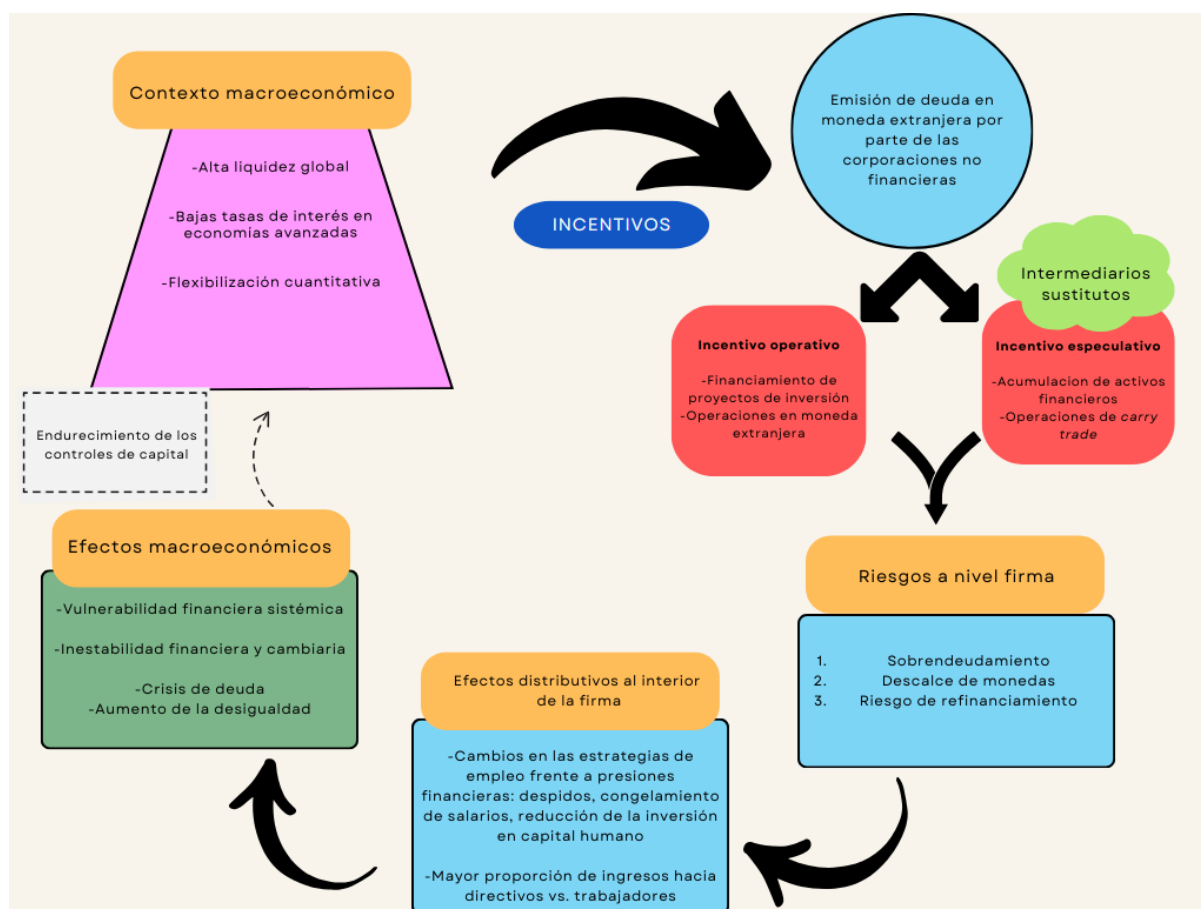 Contexto macroeconómico
-Alta liquidez global
-Bajas tasas de interés en
economías avanzadas
-Flexibilización cuantitativa
INCENTIVOS
Emisión de deuda en
moneda extranjera por
parte de las
corporaciones no
financieras
Intermediarios
sustitutos
Incentivo operativo
-Financiamiento de
proyectos de inversión
-Operaciones en moneda
extranjera
Incentivo especulativo
-Acumulacion de activos
financieros
-Operaciones de carry
trade
Riesgos a nivel firma
1. Sobrendeudamiento
2. Descalce de monedas
3. Riesgo de refinanciamiento
Efectos distributivos al interior
de la firma
-Cambios en las estrategias de
empleo frente a presiones
financieras: despidos, congelamiento
de salarios, reducción de la inversión
en capital humano
-Mayor proporción de ingresos hacia
directivos vs. trabajadores
Efectos macroeconómicos
-Vulnerabilidad financiera sistémica
-Inestabilidad financiera y cambiaria
-Crisis de deuda
-Aumento de la desigualdad
Endurecimiento de los
controles de capital